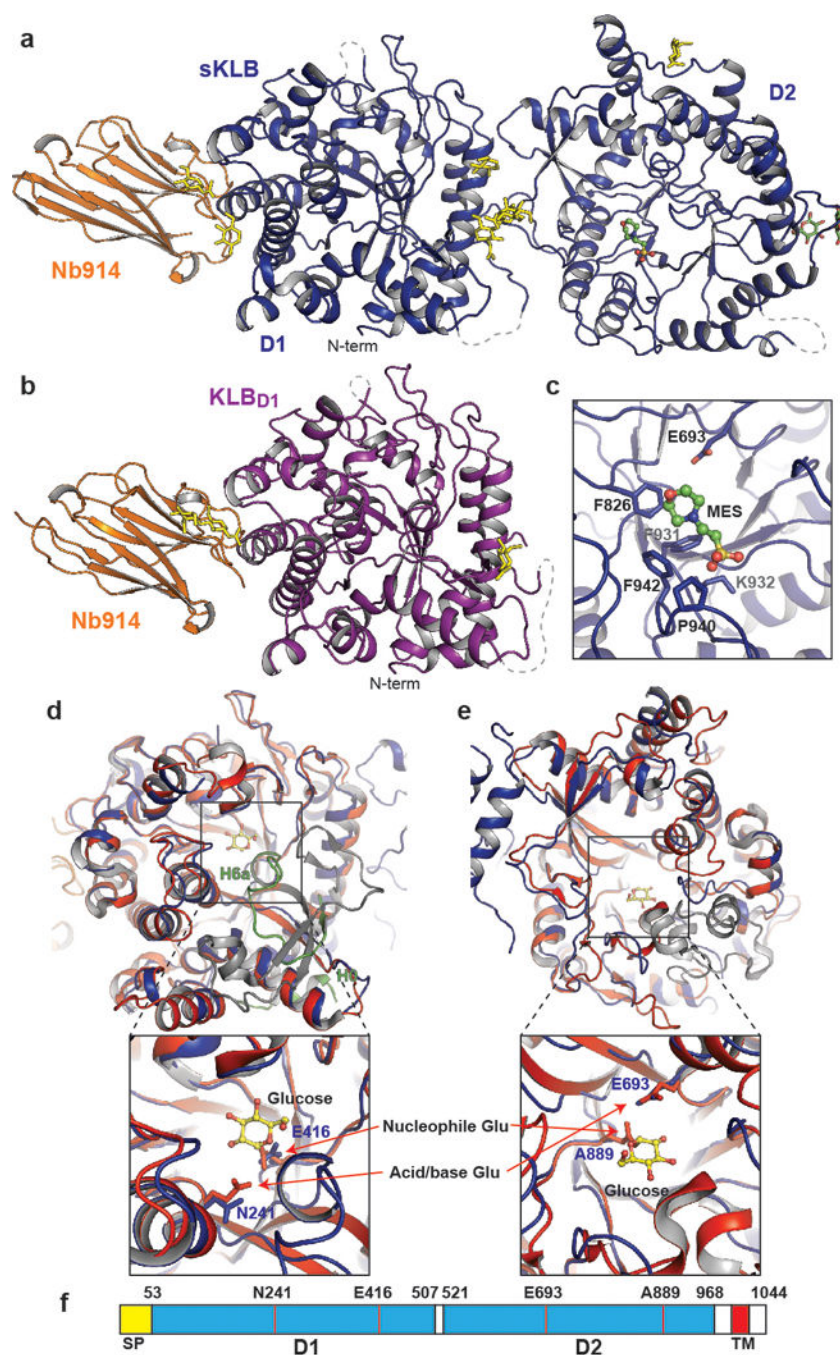 a
sKLB
D2
Nb914
D1
N-term
b
KLBD1
Nb914
N-term
c
E693
F826
MES
F931
F942
K932
P940
d
H6a
e
Glucose
E416
N241
Nucleophile Glu
Acid/base Glu
E693
A889
Glucose
f
53 N241 E416 507 521 E693 A889 968 1044
SP D1 D2 TM